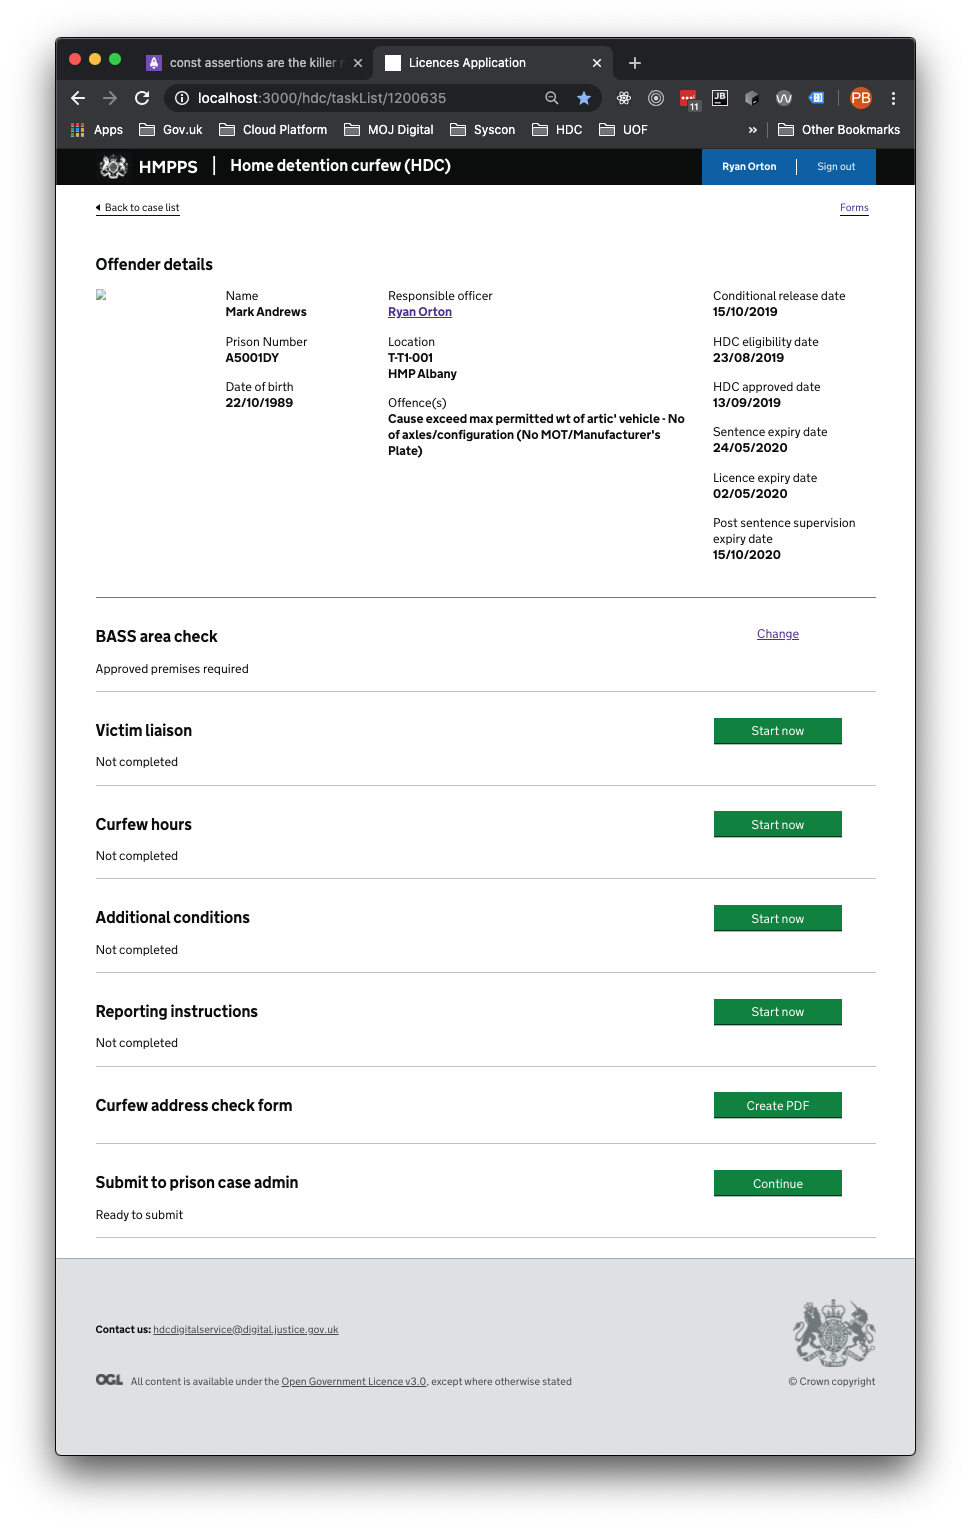 const assertions are the killer
Licences Application
localhost:3000/hdc/taskList/1200635
11
JB
PB
Apps
Gov.uk
Cloud Platform
MOJ Digital
Syscon
HDC
UOF
»
Other Bookmarks
HMPPS | Home detention curfew (HDC)
Ryan Orton
Sign out
Back to case list
Forms
Offender details
Name
Mark Andrews
Prison Number
A5001DY
Date of birth
22/10/1989
Responsible officer
Ryan Orton
Location
T-T1-001
HMP Albany
Offence(s)
Cause exceed max permitted wt of artic' vehicle - No
of axles/configuration (No MOT/Manufacturer's
Plate)
Conditional release date
15/10/2019
HDC eligibility date
23/08/2019
HDC approved date
13/09/2019
Sentence expiry date
24/05/2020
Licence expiry date
02/05/2020
Post sentence supervision
expiry date
15/10/2020
BASS area check
Change
Approved premises required
Victim liaison
Start now
Not completed
Curfew hours
Start now
Not completed
Additional conditions
Start now
Not completed
Reporting instructions
Start now
Not completed
Curfew address check form
Create PDF
Submit to prison case admin
Continue
Ready to submit
Contact us: hdcdigitalservice@digital.justice.gov.uk
OGL All content is available under the Open Government Licence v3.0, except where otherwise stated
© Crown copyright